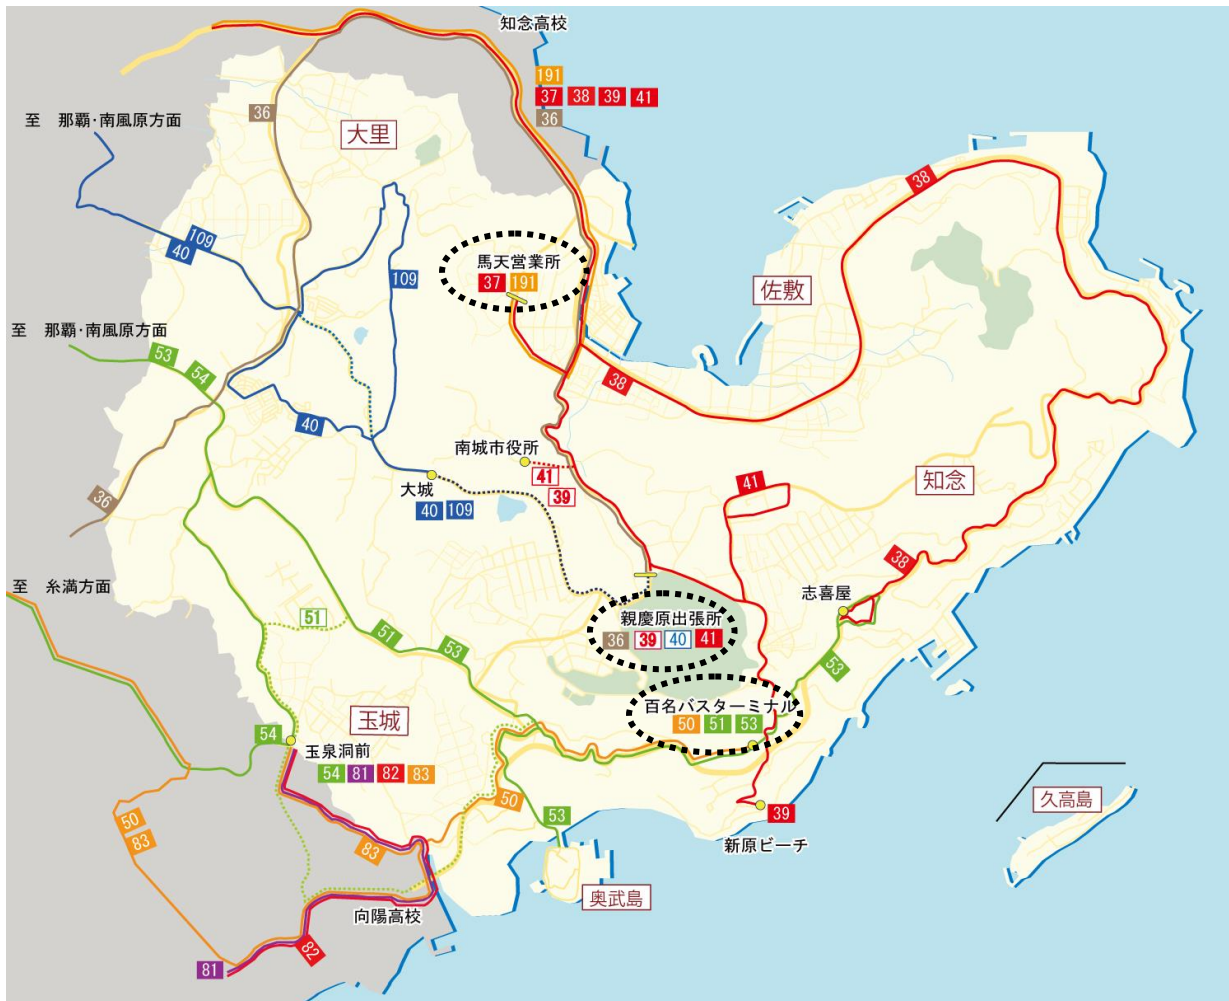 知念高校
191
37 38 39 41
36
36
至 那覇・南風原方面
大里
38
109
40
109
馬天営業所
37 191
佐敷
至 那覇・南風原方面
53
54
38
40
南城市役所
41
39
大城
40 109
41
知念
36
38
至 糸満方面
志喜屋
51
親慶原出張所
36 39 40 41
51
53
53
百名バスターミナル
50 51 53
玉城
54
玉泉洞前
54 81 82 83
50
53
50
83
83
39
新原ビーチ
久高島
奥武島
向陽高校
82
81